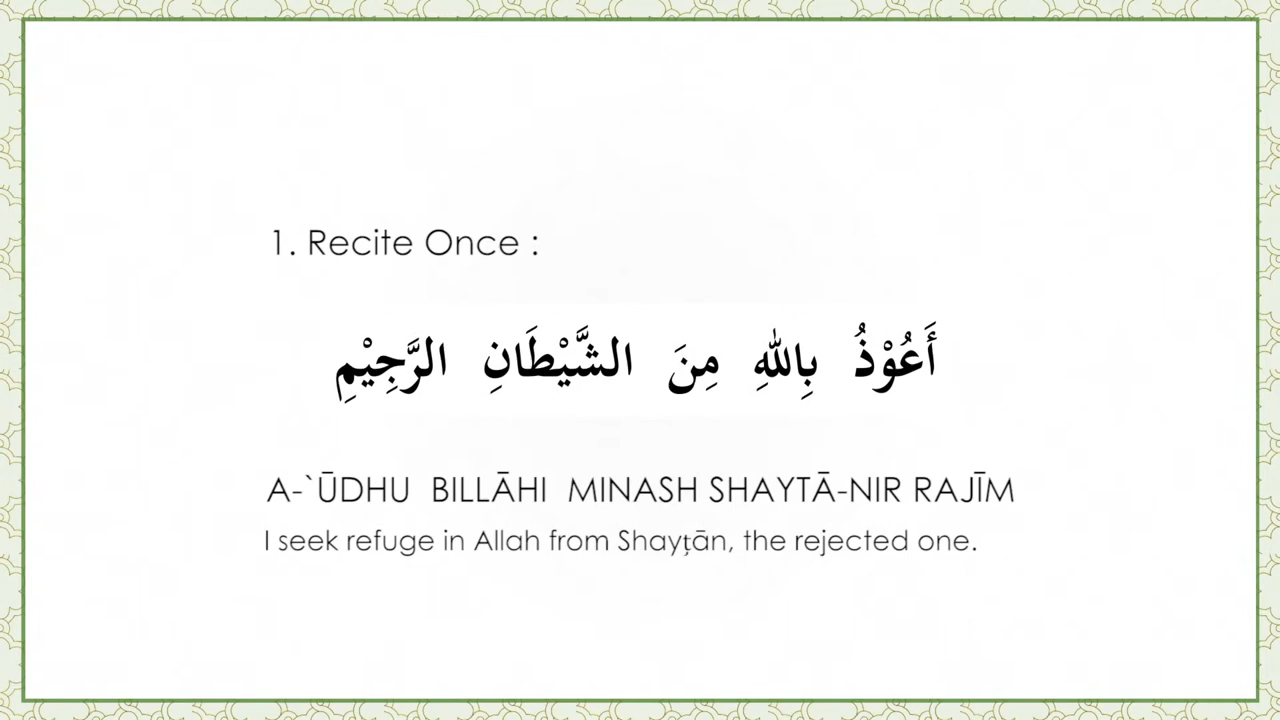 1. Recite Once :
أَعُوْذُ بِاللهِ مِنَ الشَّيْطَانِ الرَّجِيْمِ
A-`ŪDHU BILLĀHI MINASH SHAYTĀ-NIR RAJĪM
I seek refuge in Allah from Shayṭān, the rejected one.